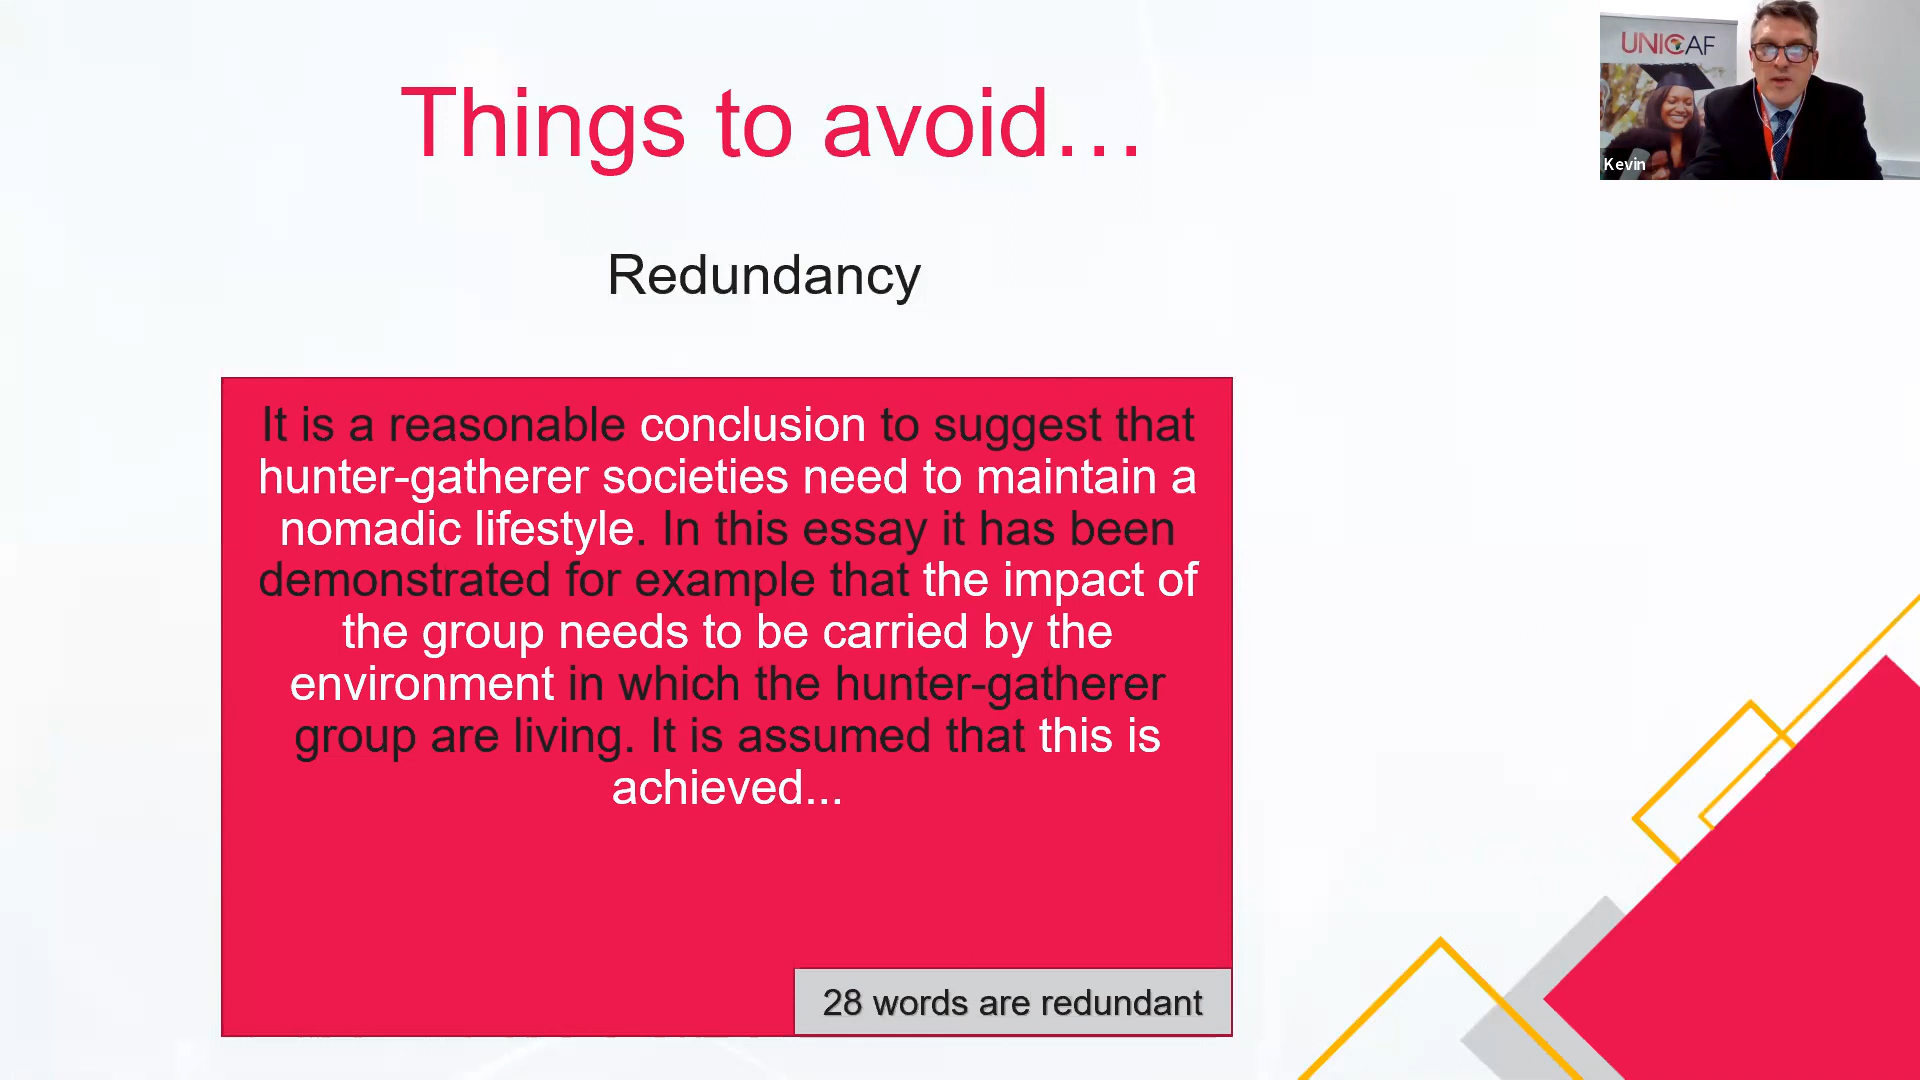 Things to avoid...
Redundancy
It is a reasonable conclusion to suggest that
hunter-gatherer societies need to maintain a
nomadic lifestyle. In this essay it has been
demonstrated for example that the impact of
the group needs to be carried by the
environment in which the hunter-gatherer
group are living. It is assumed that this is
achieved...
28 words are redundant
UNICAF
Kevin